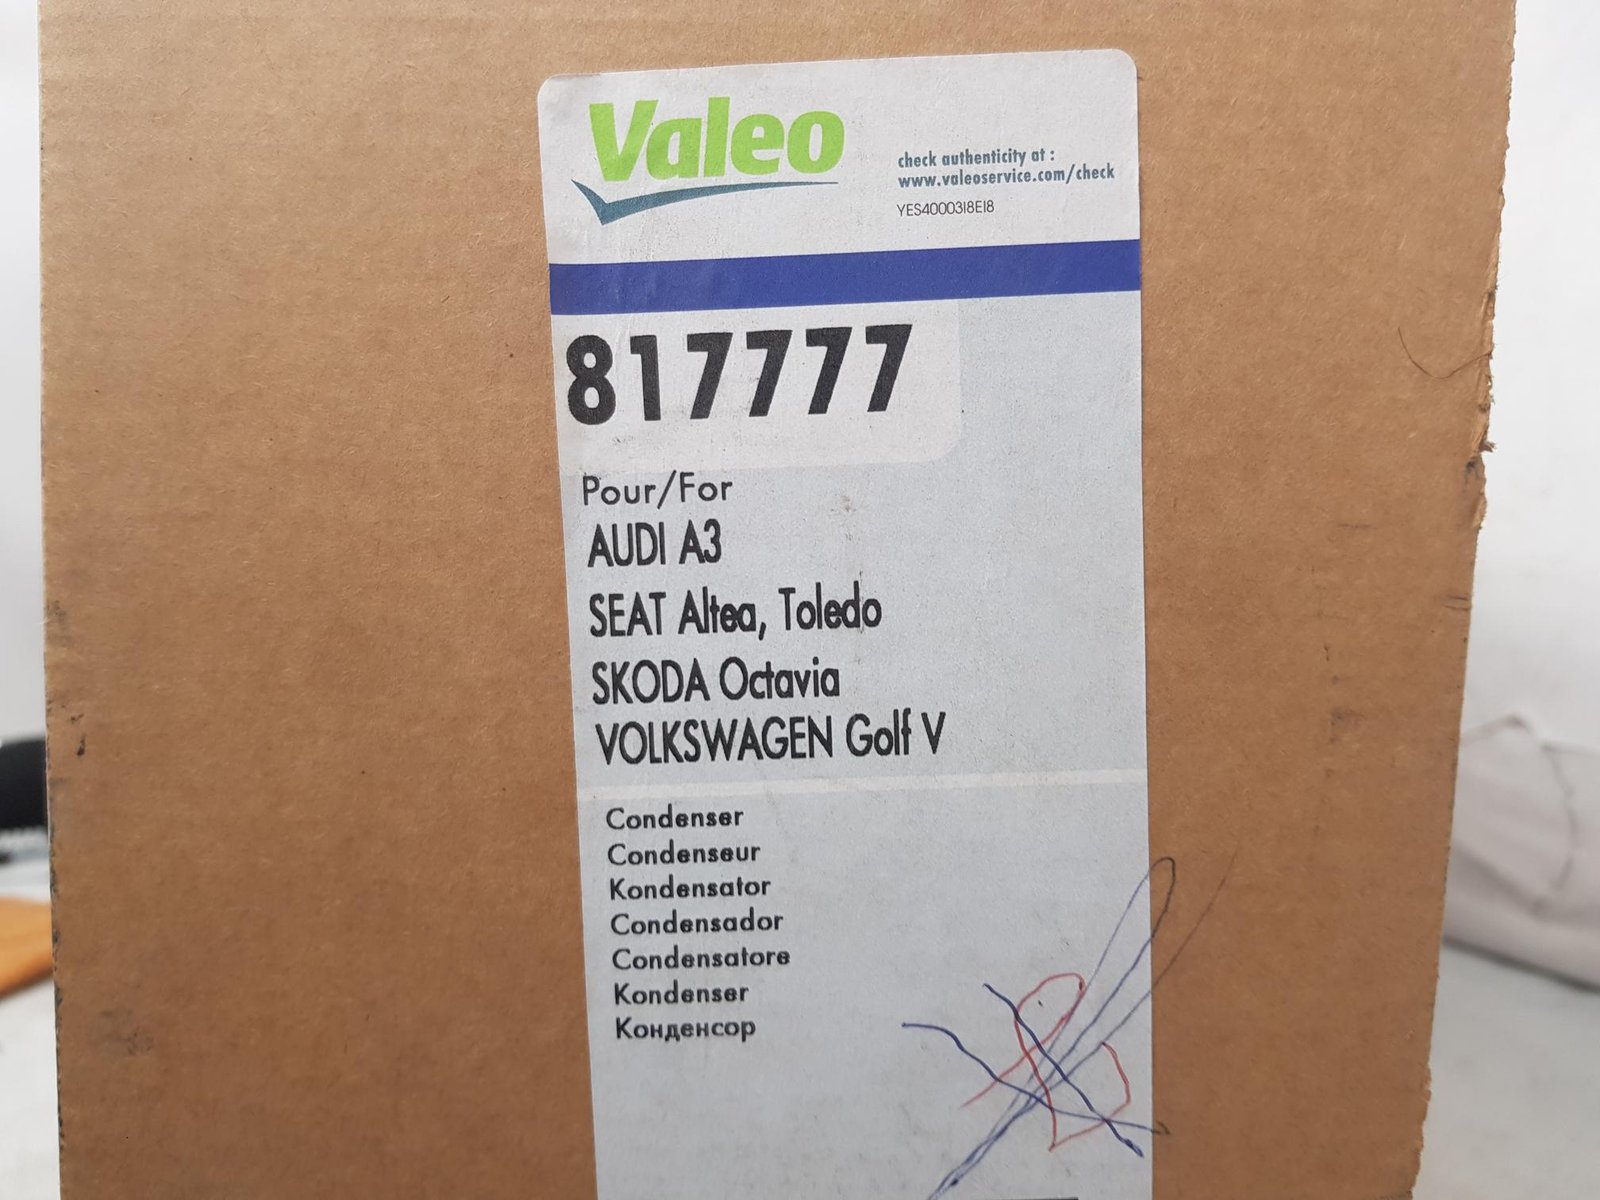 Valeo
check authenticity at :
www.valeoservice.com/check
YES4000318E18
817777
Pour/For
AUDI A3
SEAT Altea, Toledo
SKODA Octavia
VOLKSWAGEN Golf V
Condenser
Condenseur
Kondensator
Condensador
Condensatore
Kondenser
Конденсор